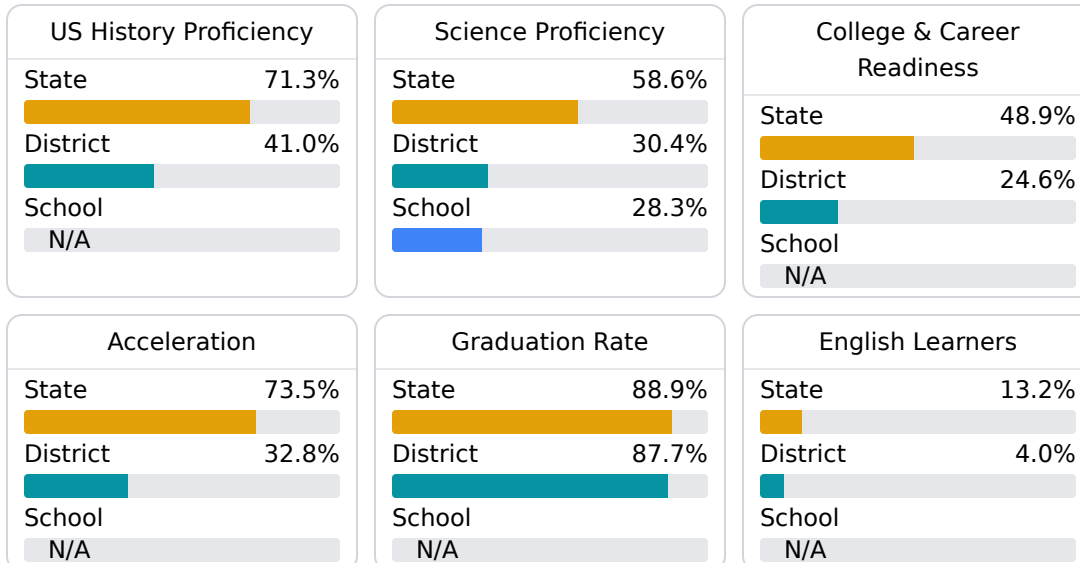 US History Proficiency
State 71.3%
District 41.0%
School
N/A
Science Proficiency
State 58.6%
District 30.4%
School 28.3%
College & Career
Readiness
State 48.9%
District 24.6%
School
N/A
Acceleration
State 73.5%
District 32.8%
School
N/A
Graduation Rate
State 88.9%
District 87.7%
School
N/A
English Learners
State 13.2%
District 4.0%
School
N/A